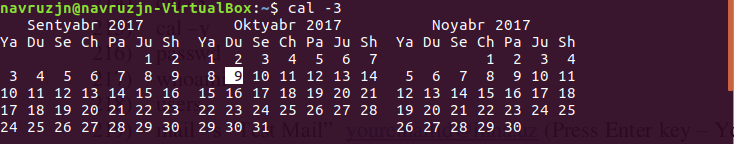 navruzjn@navruzjn-VirtualBox:~$ cal -3
Sentyabr 2017 Oktyabr 2017 Noyabr 2017
Ya Du Se Ch Pa Ju Sh Ya Du Se Ch Pa Ju Sh Ya Du Se Ch Pa Ju Sh
1 2 1 2 3 4 5 6 7 1 2 3 4
3 4 5 6 7 8 9 8 9 10 11 12 13 14 5 6 7 8 9 10 11
10 11 12 13 14 15 16 15 16 17 18 19 20 21 12 13 14 15 16 17 18
17 18 19 20 21 22 23 22 23 24 25 26 27 28 19 20 21 22 23 24 25
24 25 26 27 28 29 30 29 30 31 26 27 28 29 30